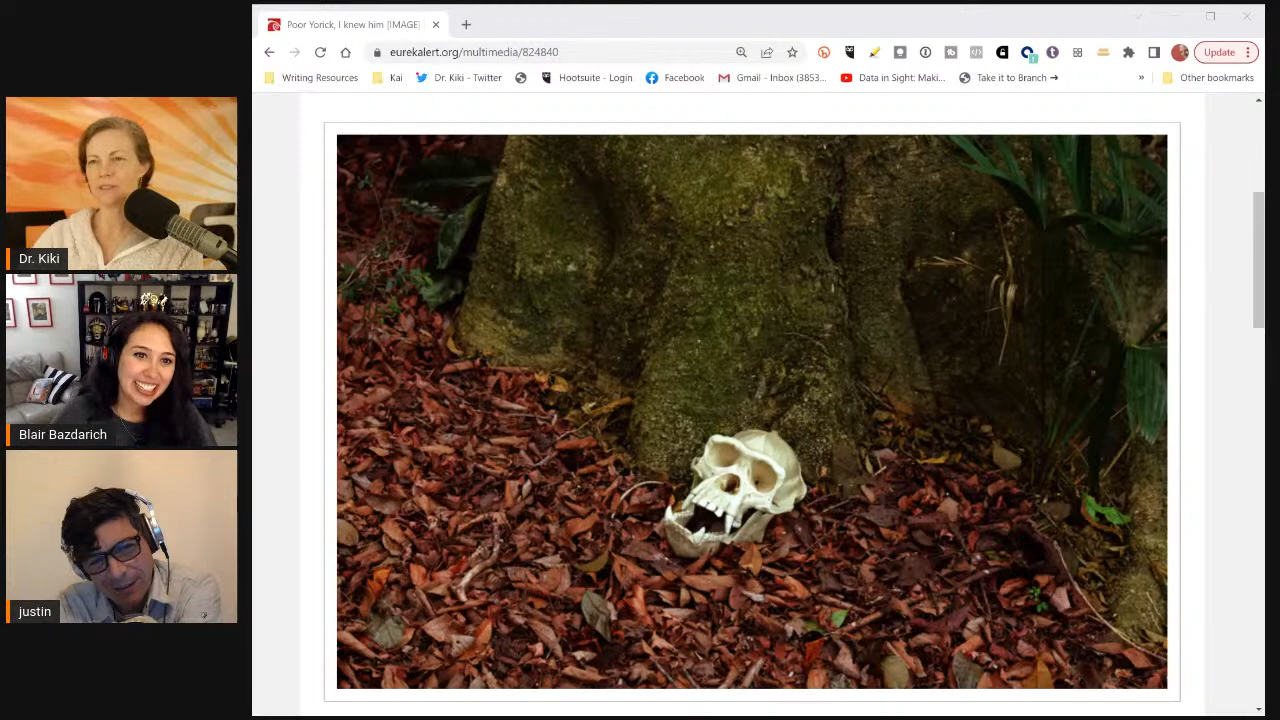 Poor Yorick, I knew him [IMAGE]
eurekalert.org/multimedia/824840
Update
Writing Resources
Kai
Dr. Kiki - Twitter
Hootsuite - Login
Facebook
Gmail - Inbox (3853...
Data in Sight: Maki...
Take it to Branch →
»
Other bookmarks
Dr. Kiki
Blair Bazdarich
justin